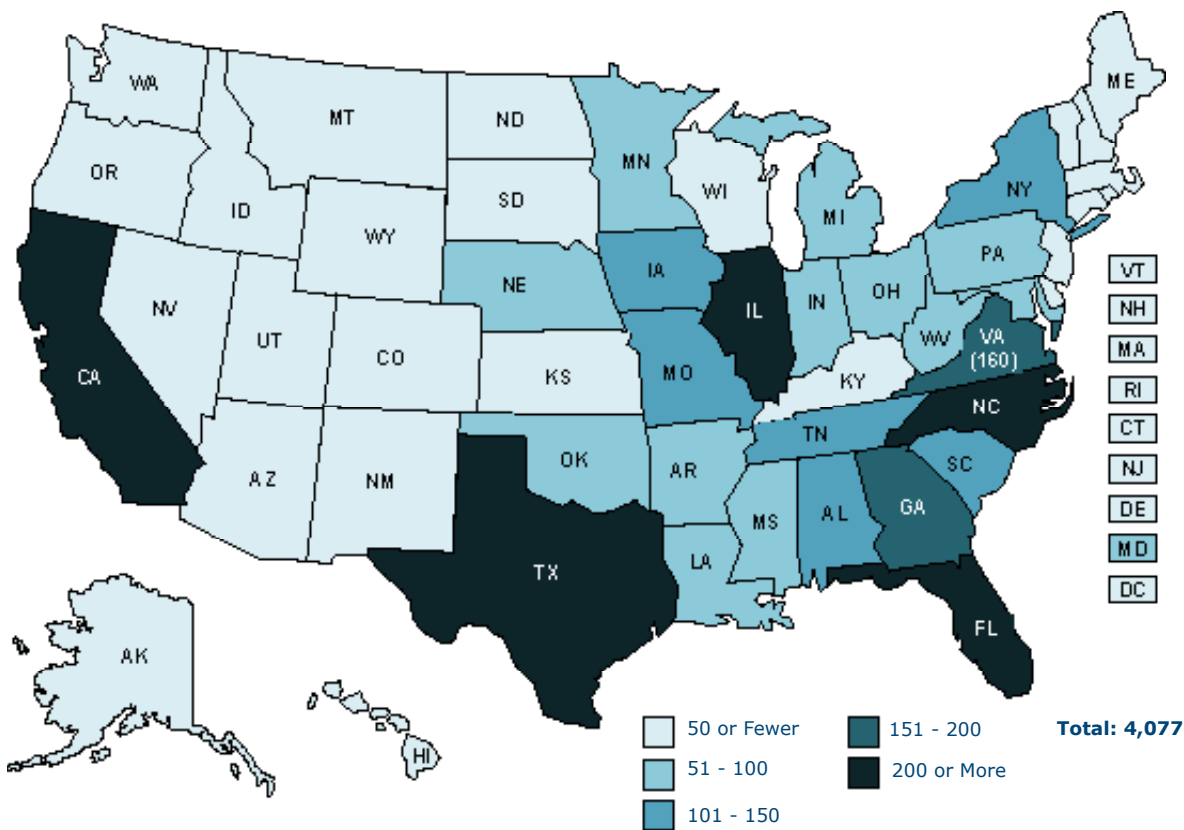 WA
MT
ND
MN
ME
OR
ID
SD
WI
MI
NY
WY
NE
IA
PA
VT
NV
UT
CO
IL
IN
OH
NH
CA
KS
MO
WV
VA
(160)
MA
KY
RI
AZ
NM
OK
AR
TN
NC
CT
SC
NJ
TX
LA
MS
AL
GA
DE
MD
FL
DC
AK
HI
50 or Fewer
51 - 100
101 - 150
151 - 200
200 or More
Total: 4,077